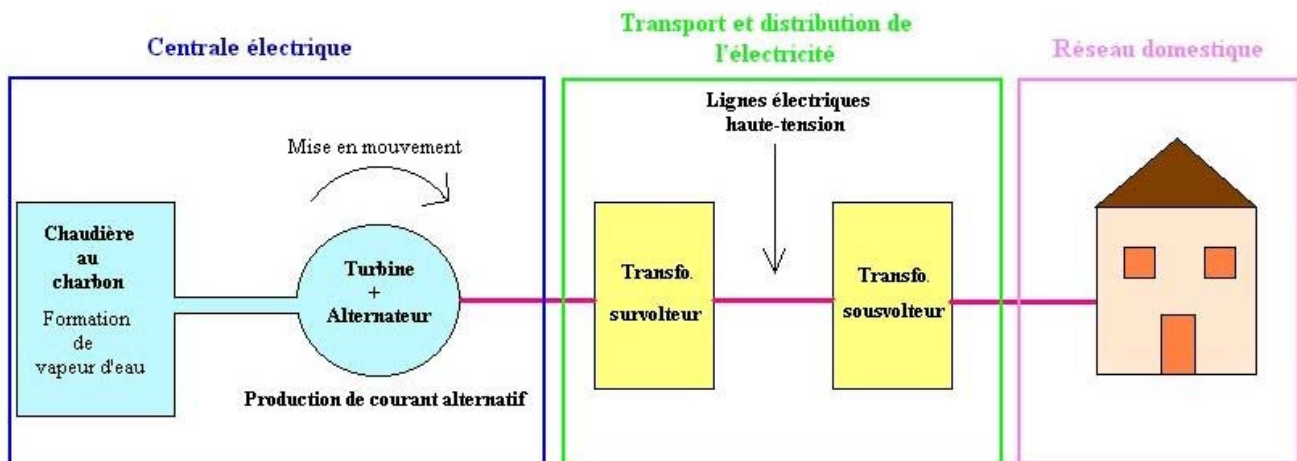 Centrale électrique
Transport et distribution de
l'électricité
Réseau domestique
Mise en mouvement
Chaudière
au
charbon
Formation
de
vapeur d'eau
Turbine
+
Alternateur
Production de courant alternatif
Lignes électriques
haute-tension
Transfo.
survolteur
Transfo.
sousvolteur